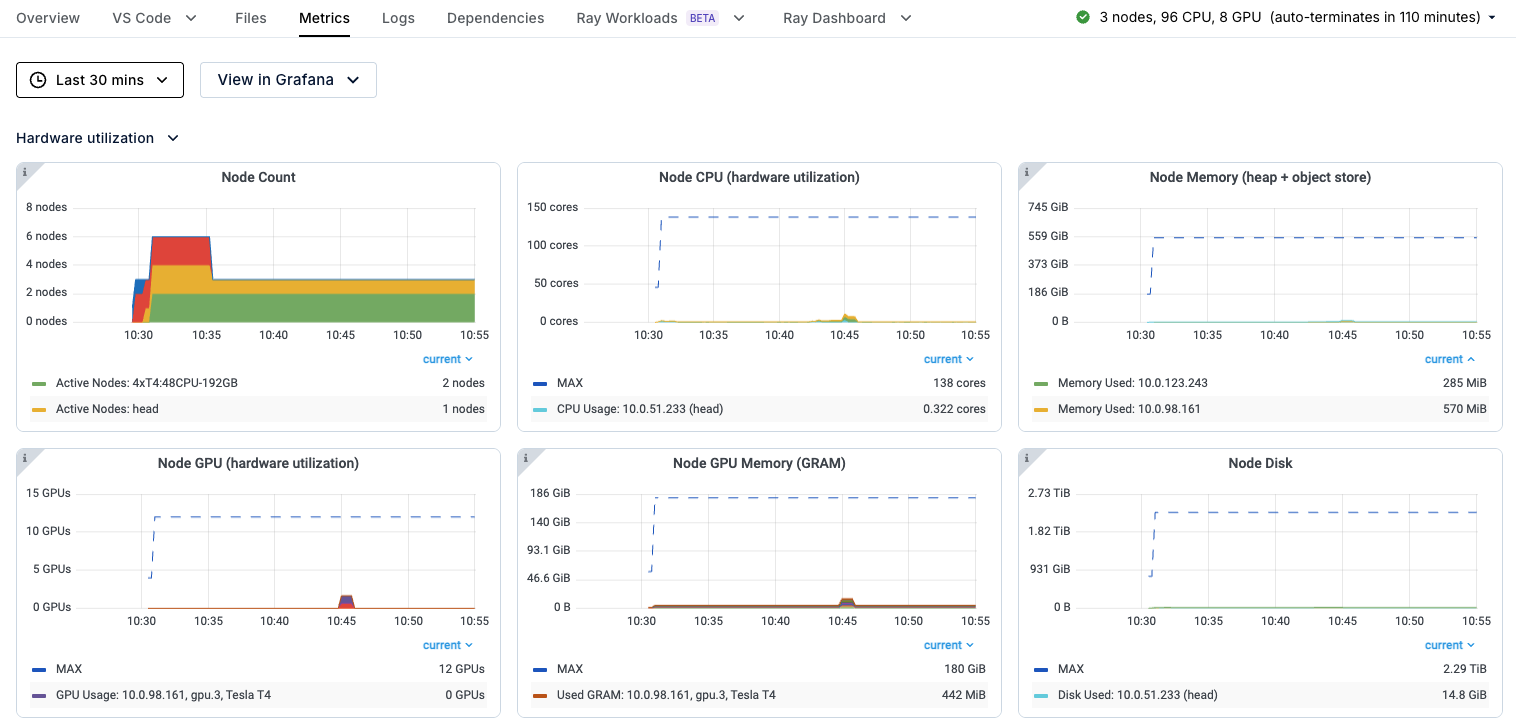 Overview VS Code Files Metrics Logs Dependencies Ray Workloads BETA Ray Dashboard 3 nodes, 96 CPU, 8 GPU (auto-terminates in 110 minutes)
Last 30 mins View in Grafana
Hardware utilization
Node Count
8 nodes
6 nodes
4 nodes
2 nodes
0 nodes
10:30 10:35 10:40 10:45 10:50 10:55
current
Active Nodes: 4xT4:48CPU-192GB 2 nodes
Active Nodes: head 1 nodes
Node CPU (hardware utilization)
150 cores
100 cores
50 cores
0 cores
10:30 10:35 10:40 10:45 10:50 10:55
current
MAX 138 cores
CPU Usage: 10.0.51.233 (head) 0.322 cores
Node Memory (heap + object store)
745 GiB
559 GiB
373 GiB
186 GiB
0 B
10:30 10:35 10:40 10:45 10:50 10:55
current
Memory Used: 10.0.123.243 285 MiB
Memory Used: 10.0.98.161 570 MiB
Node GPU (hardware utilization)
15 GPUs
10 GPUs
5 GPUs
0 GPUs
10:30 10:35 10:40 10:45 10:50 10:55
current
MAX 12 GPUs
GPU Usage: 10.0.98.161, gpu.3, Tesla T4 0 GPUs
Node GPU Memory (GRAM)
186 GiB
140 GiB
93.1 GiB
46.6 GiB
0 B
10:30 10:35 10:40 10:45 10:50 10:55
current
MAX 180 GiB
Used GRAM: 10.0.98.161, gpu.3, Tesla T4 442 MiB
Node Disk
2.73 TiB
1.82 TiB
931 GiB
0 B
10:30 10:35 10:40 10:45 10:50 10:55
current
MAX 2.29 TiB
Disk Used: 10.0.51.233 (head) 14.8 GiB